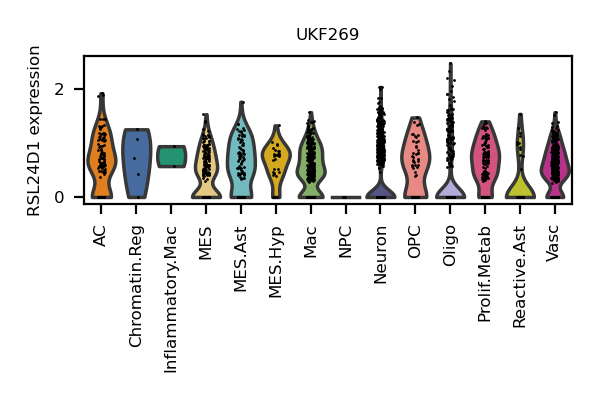 UKF269
RSL24D1 expression
2
0
AC
Chromatin.Reg
Inflammatory.Mac
MES
MES.Ast
MES.Hyp
Mac
NPC
Neuron
OPC
Oligo
Prolif.Metab
Reactive.Ast
Vasc